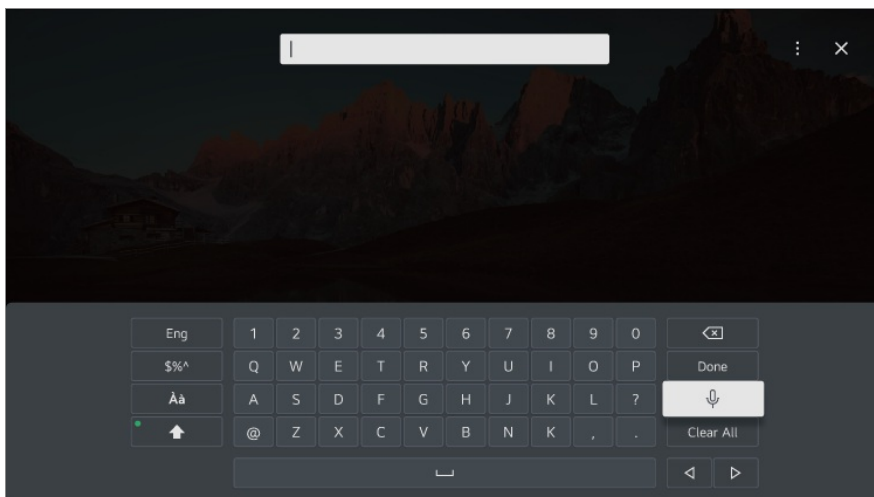 Eng 1 2 3 4 5 6 7 8 9 0
$%^ Q W E T R Y U I O P Done
Àà A S D F G H J K L ?
@ Z X C V B N K , . Clear All